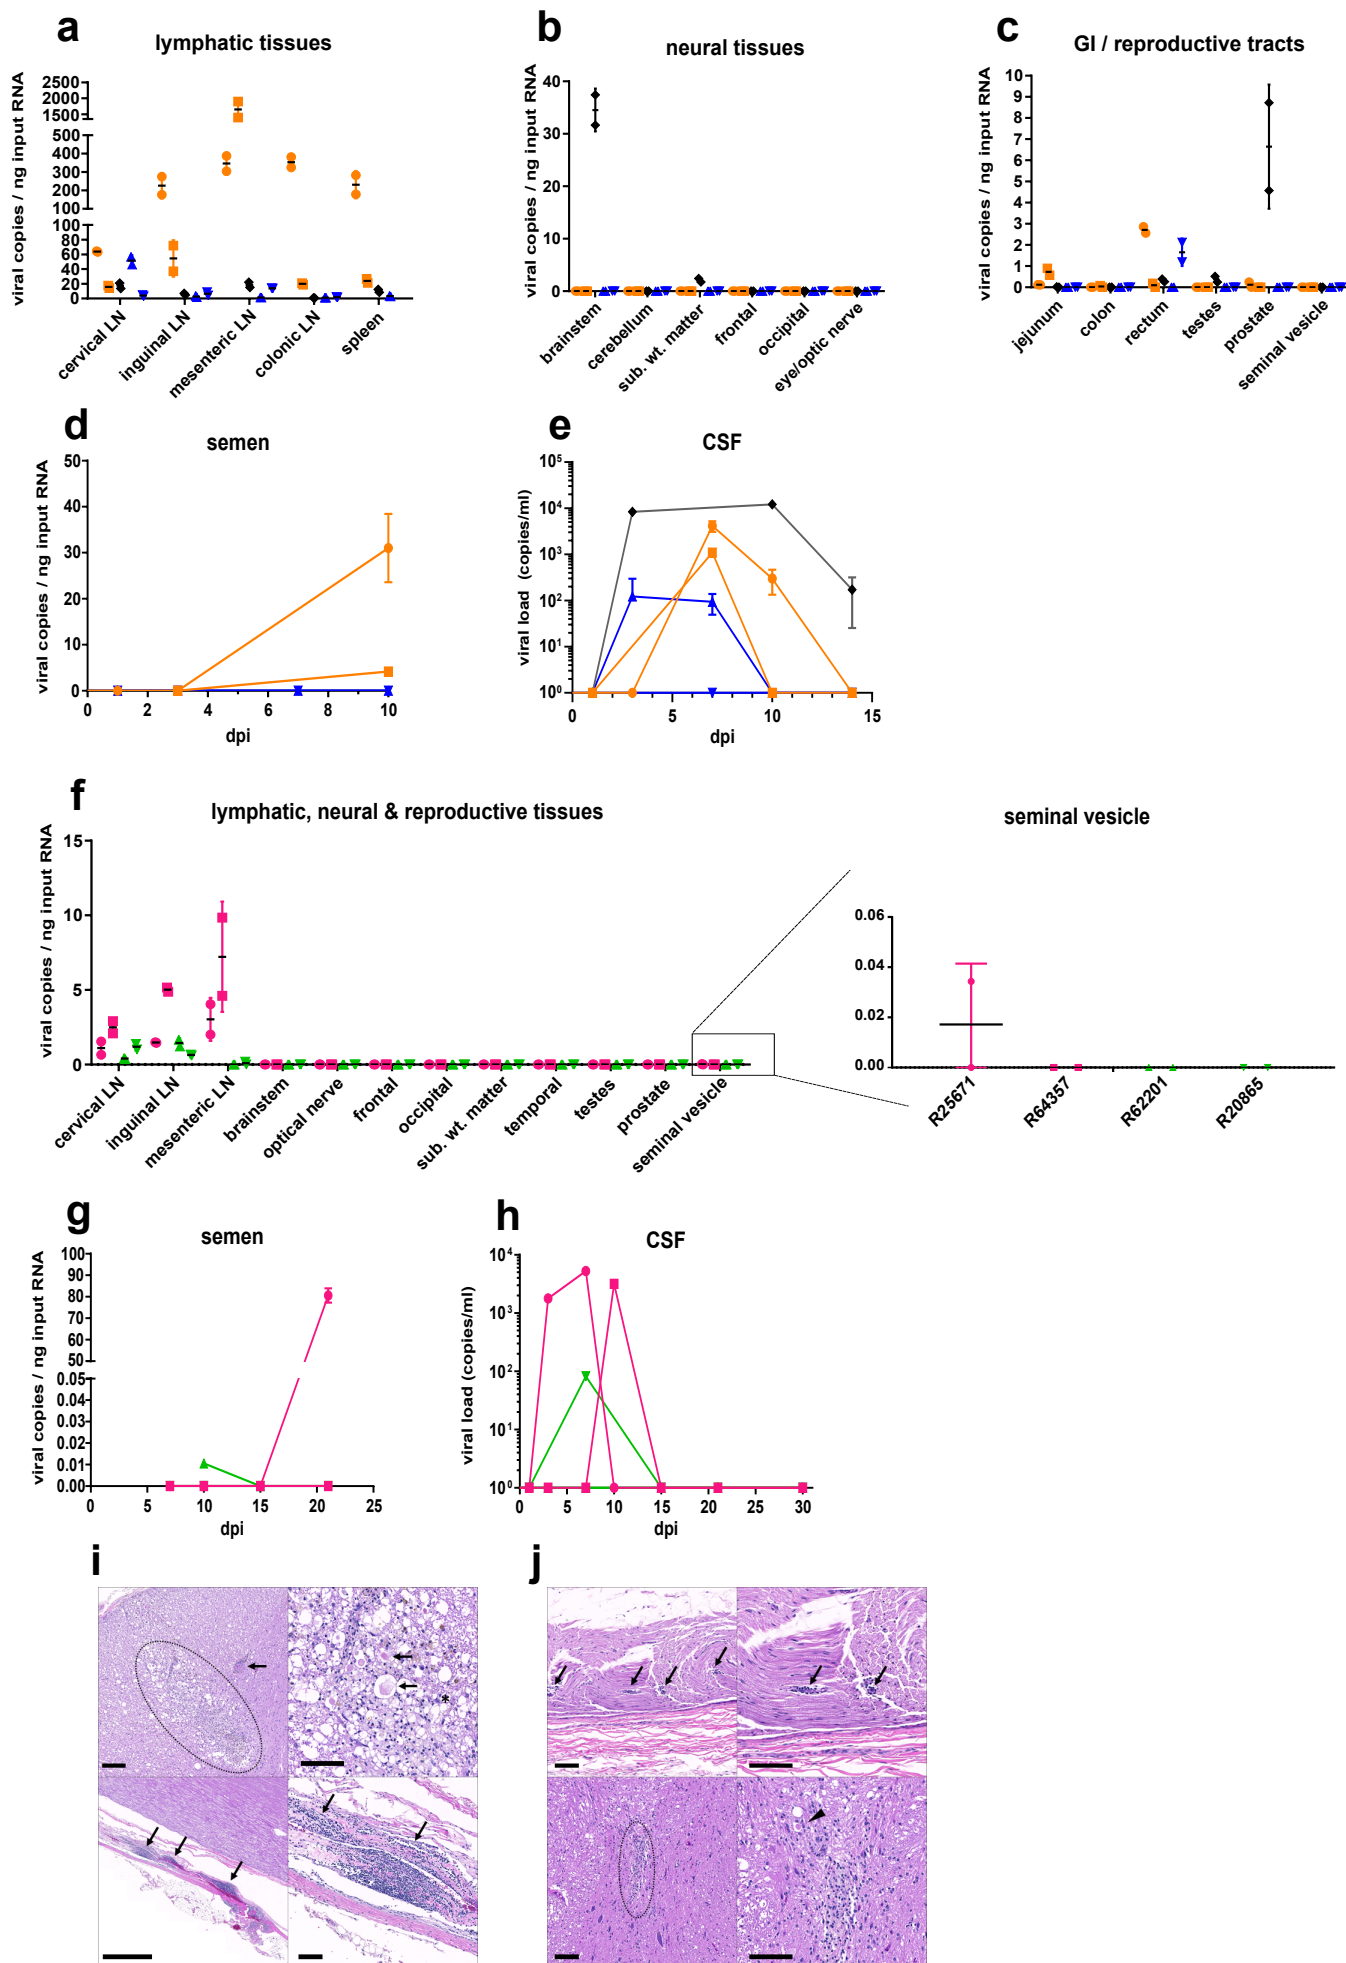 a
lymphatic tissues
viral copies / ng input RNA
2500
2000
1500
500
400
300
200
100
100
80
60
40
20
0
cervical LN
inguinal LN
mesenteric LN
colonic LN
spleen
b
neural tissues
viral copies / ng input RNA
40
30
20
10
0
brainstem
cerebellum
sub. wt. matter
frontal
occipital
eye/optic nerve
c
GI / reproductive tracts
viral copies / ng input RNA
10
9
8
7
6
5
4
3
2
1
0
jejunum
colon
rectum
testes
prostate
seminal vesicle
d
semen
viral copies / ng input RNA
50
40
30
20
10
0
0 2 4 6 8 10
dpi
e
CSF
viral load (copies/ml)
10⁵
10⁴
10³
10²
10¹
10⁰
0 5 10 15
dpi
f
lymphatic, neural & reproductive tissues
viral copies / ng input RNA
15
10
5
0
cervical LN
inguinal LN
mesenteric LN
brainstem
optical nerve
frontal
occipital
sub. wt. matter
temporal
testes
prostate
seminal vesicle
seminal vesicle
0.06
0.04
0.02
0.00
R25671
R64357
R62201
R20865
g
semen
viral copies / ng input RNA
100
90
80
70
60
50
0.05
0.04
0.03
0.02
0.01
0.00
0 5 10 15 20 25
dpi
h
CSF
viral load (copies/ml)
10⁴
10³
10²
10¹
10⁰
0 5 10 15 20 25 30
dpi
i
*
j